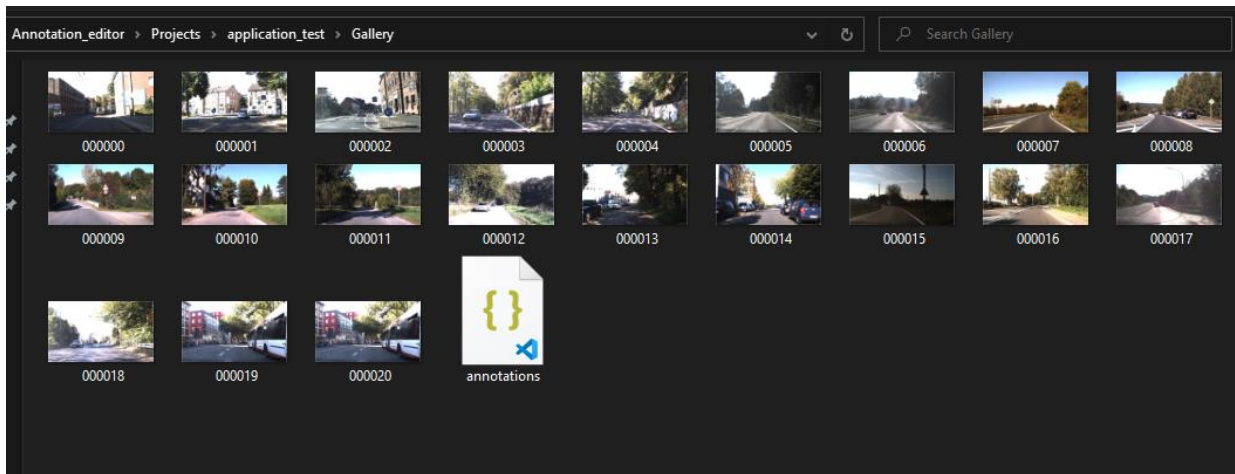 Annotation_editor > Projects > application_test > Gallery
Search Gallery
000000 000001 000002 000003 000004 000005 000006 000007 000008
000009 000010 000011 000012 000013 000014 000015 000016 000017
000018 000019 000020 annotations